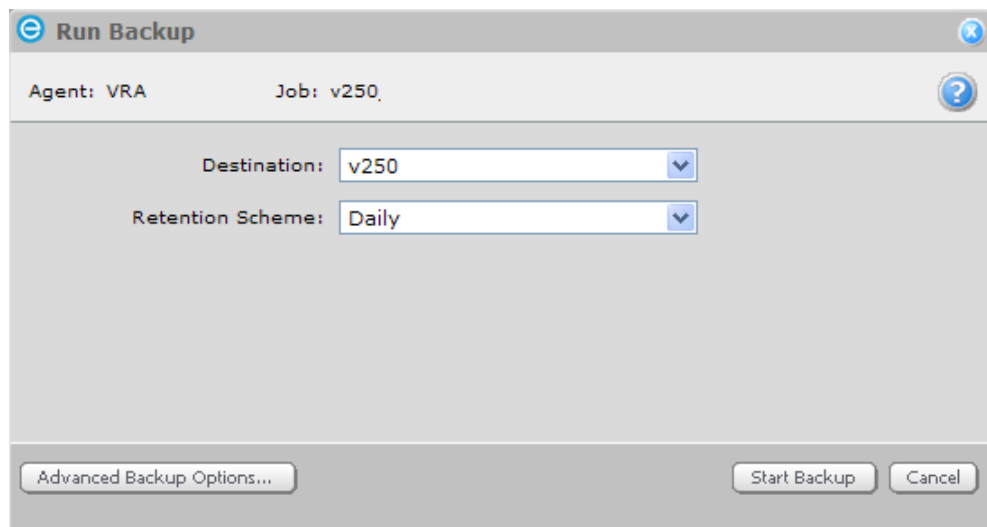 Run Backup
Agent: VRA Job: v250
Destination: v250
Retention Scheme: Daily
Advanced Backup Options... Start Backup Cancel